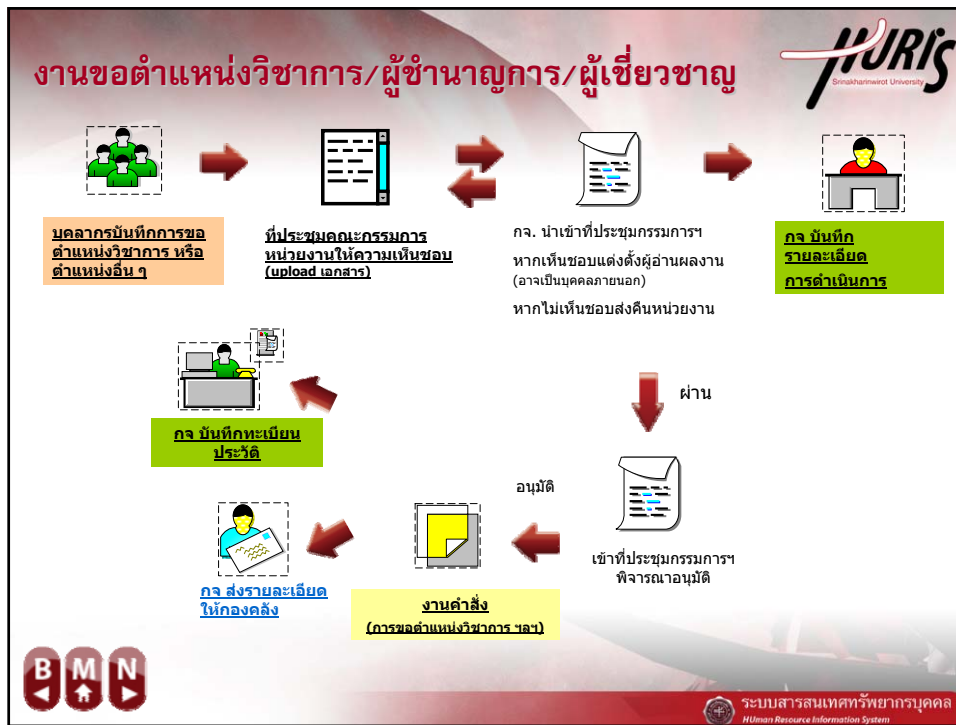 งานขอตำแหน่งวิชาการ/ผู้ชำนาญการ/ผู้เชี่ยวชาญ
HURIS
Srinakharinwirot University
บุคลากรบันทึกการขอ
ตำแหน่งวิชาการ หรือ
ตำแหน่งอื่น ๆ
ที่ประชุมคณะกรรมการ
หน่วยงานให้ความเห็นชอบ
(upload เอกสาร)
กจ. นำเข้าที่ประชุมกรรมการฯ
หากเห็นชอบแต่งตั้งผู้อ่านผลงาน
(อาจเป็นบุคคลภายนอก)
หากไม่เห็นชอบส่งคืนหน่วยงาน
กจ บันทึก
รายละเอียด
การดำเนินการ
ผ่าน
กจ บันทึกทะเบียน
ประวัติ
อนุมัติ
เข้าที่ประชุมกรรมการฯ
พิจารณาอนุมัติ
กจ ส่งรายละเอียด
ให้กองคลัง
งานคำสั่ง
(การขอตำแหน่งวิชาการ ฯลฯ)
B M N
ระบบสารสนเทศทรัพยากรบุคคล
HUman Resource Information System